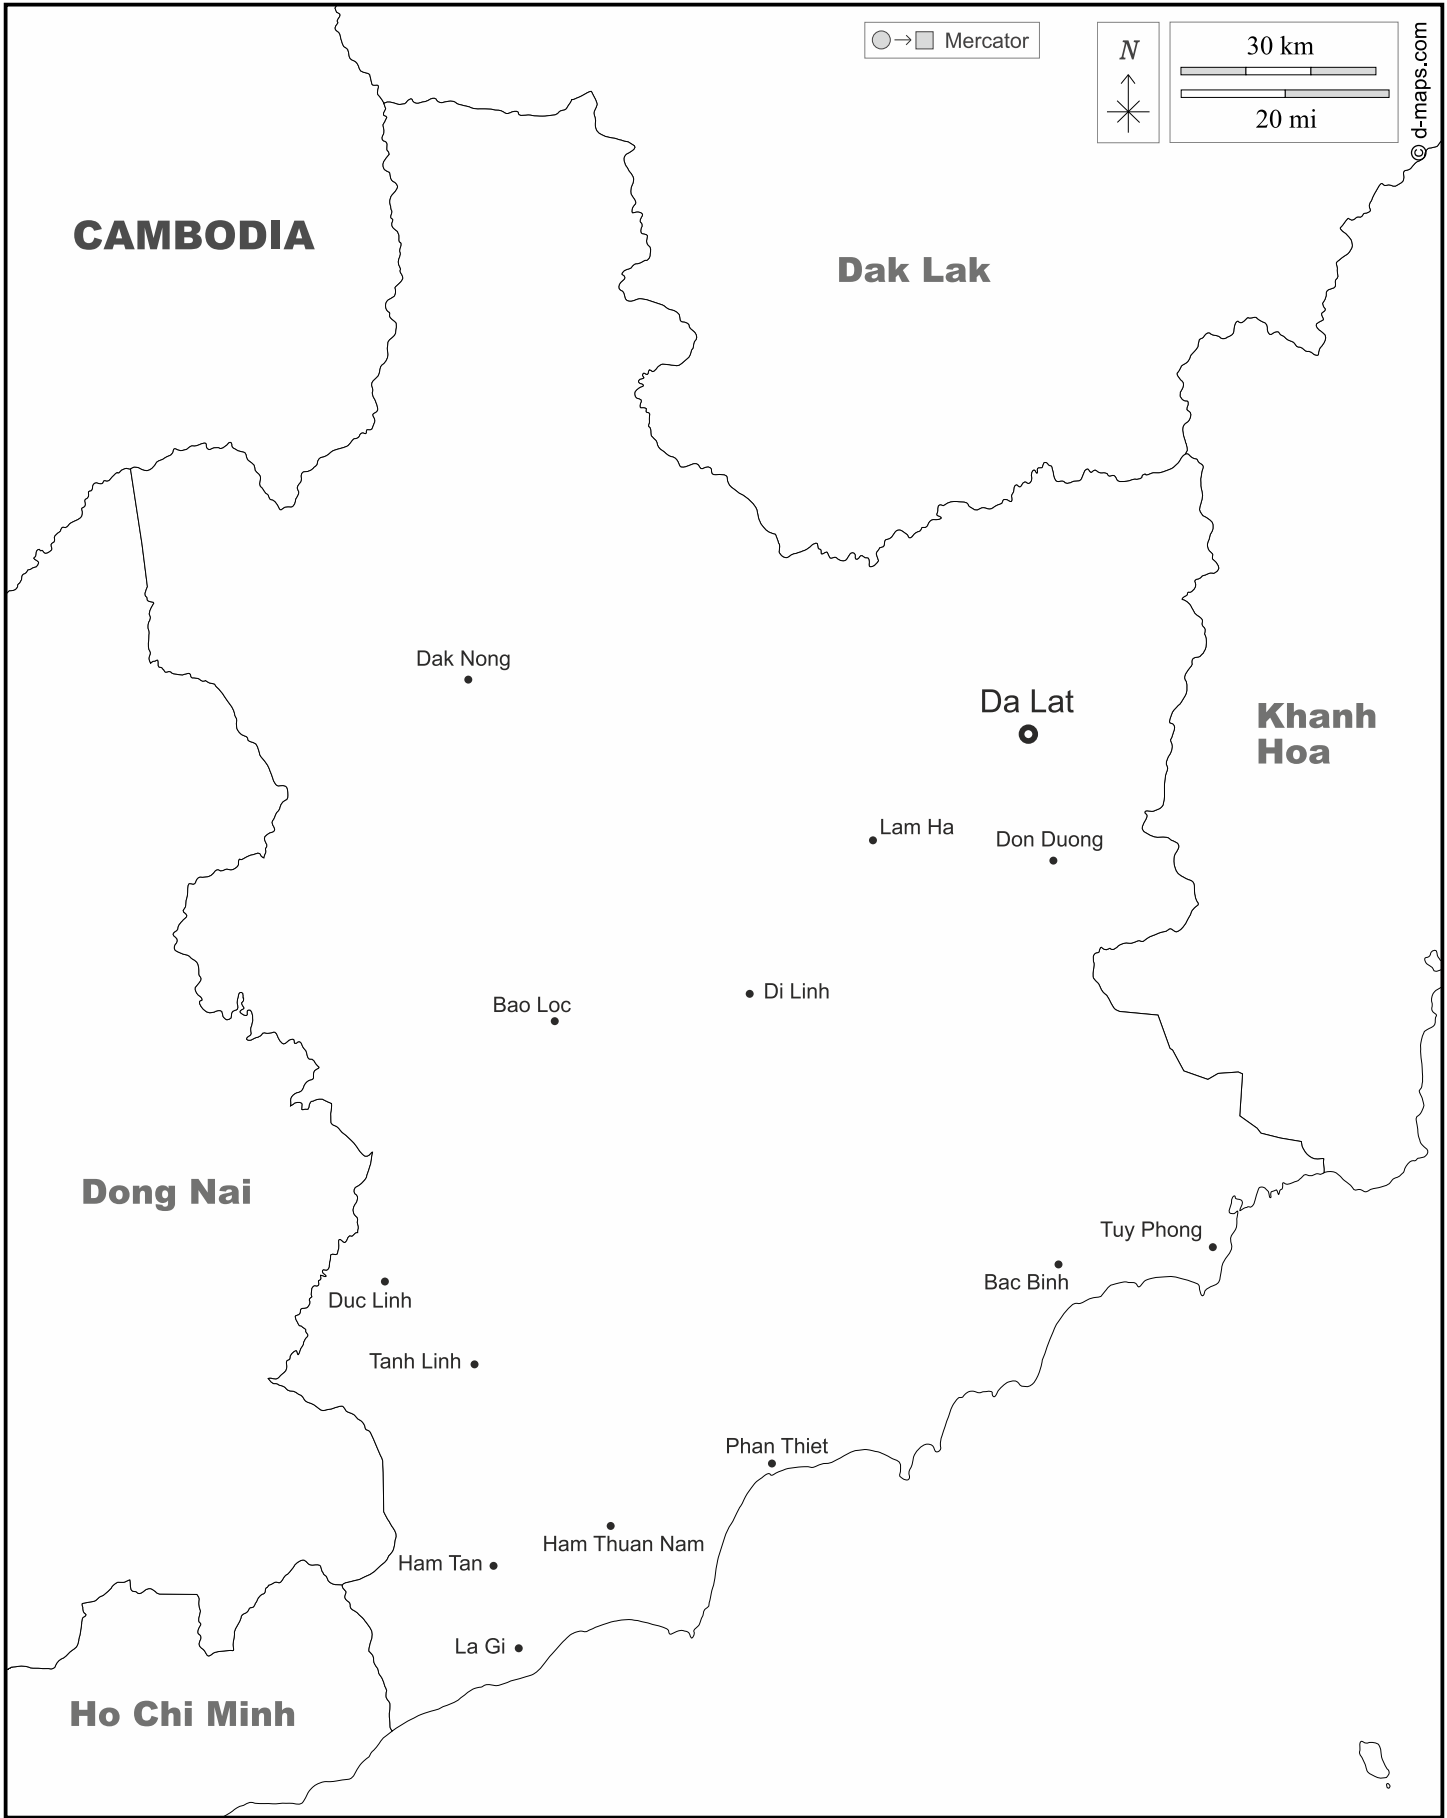 Mercator
N
30 km
20 mi
© d-maps.com
CAMBODIA
Dak Lak
Dak Nong
Da Lat
Khanh
Hoa
Lam Ha
Don Duong
Di Linh
Bao Loc
Dong Nai
Tuy Phong
Bac Binh
Duc Linh
Tanh Linh
Phan Thiet
Ham Thuan Nam
Ham Tan
La Gi
Ho Chi Minh